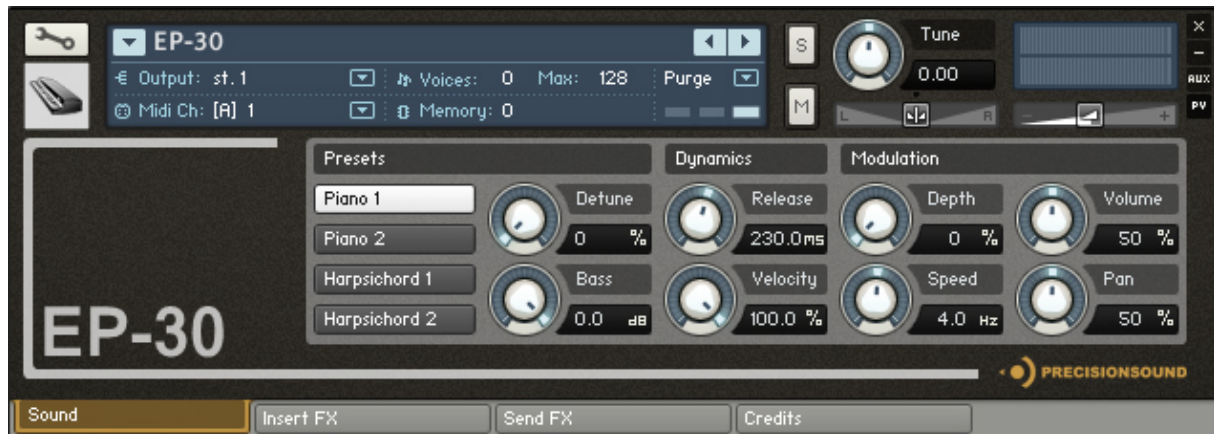 EP-30
S
Tune
×
Output: st. 1
Voices: 0 Max: 128
Purge
0.00
AUX
Midi Ch: [A] 1
Memory: 0
M
L R
- +
PV
Presets
Dynamics
Modulation
Piano 1
Detune
Release
Depth
Volume
Piano 2
0 %
230.0ms
0 %
50 %
Harpsichord 1
Bass
Velocity
Speed
Pan
Harpsichord 2
0.0 dB
100.0 %
4.0 Hz
50 %
EP-30
PRECISIONSOUND
Sound
Insert FX
Send FX
Credits